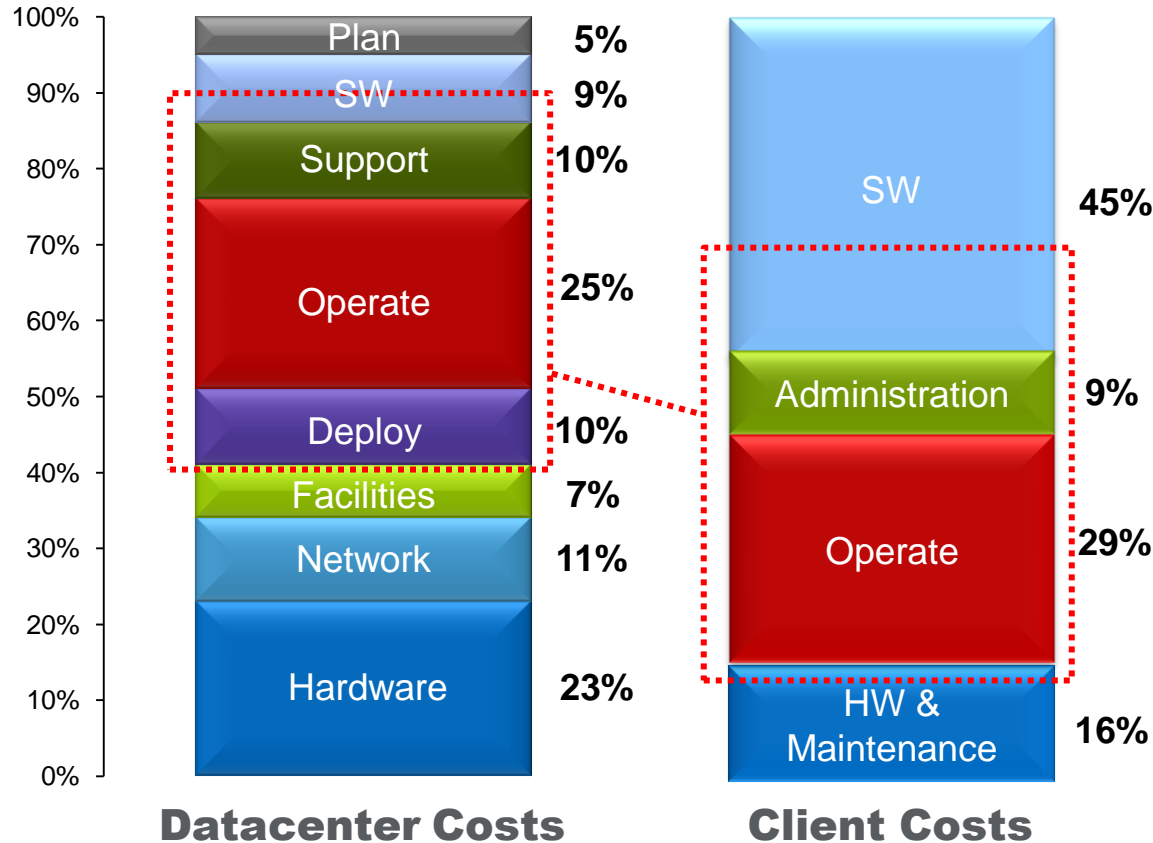 100%
90%
80%
70%
60%
50%
40%
30%
20%
10%
0%
Plan
5%
SW
9%
Support
10%
Operate
25%
Deploy
10%
Facilities
7%
Network
11%
Hardware
23%
Datacenter Costs
SW
45%
Administration
9%
Operate
29%
HW &
Maintenance
16%
Client Costs